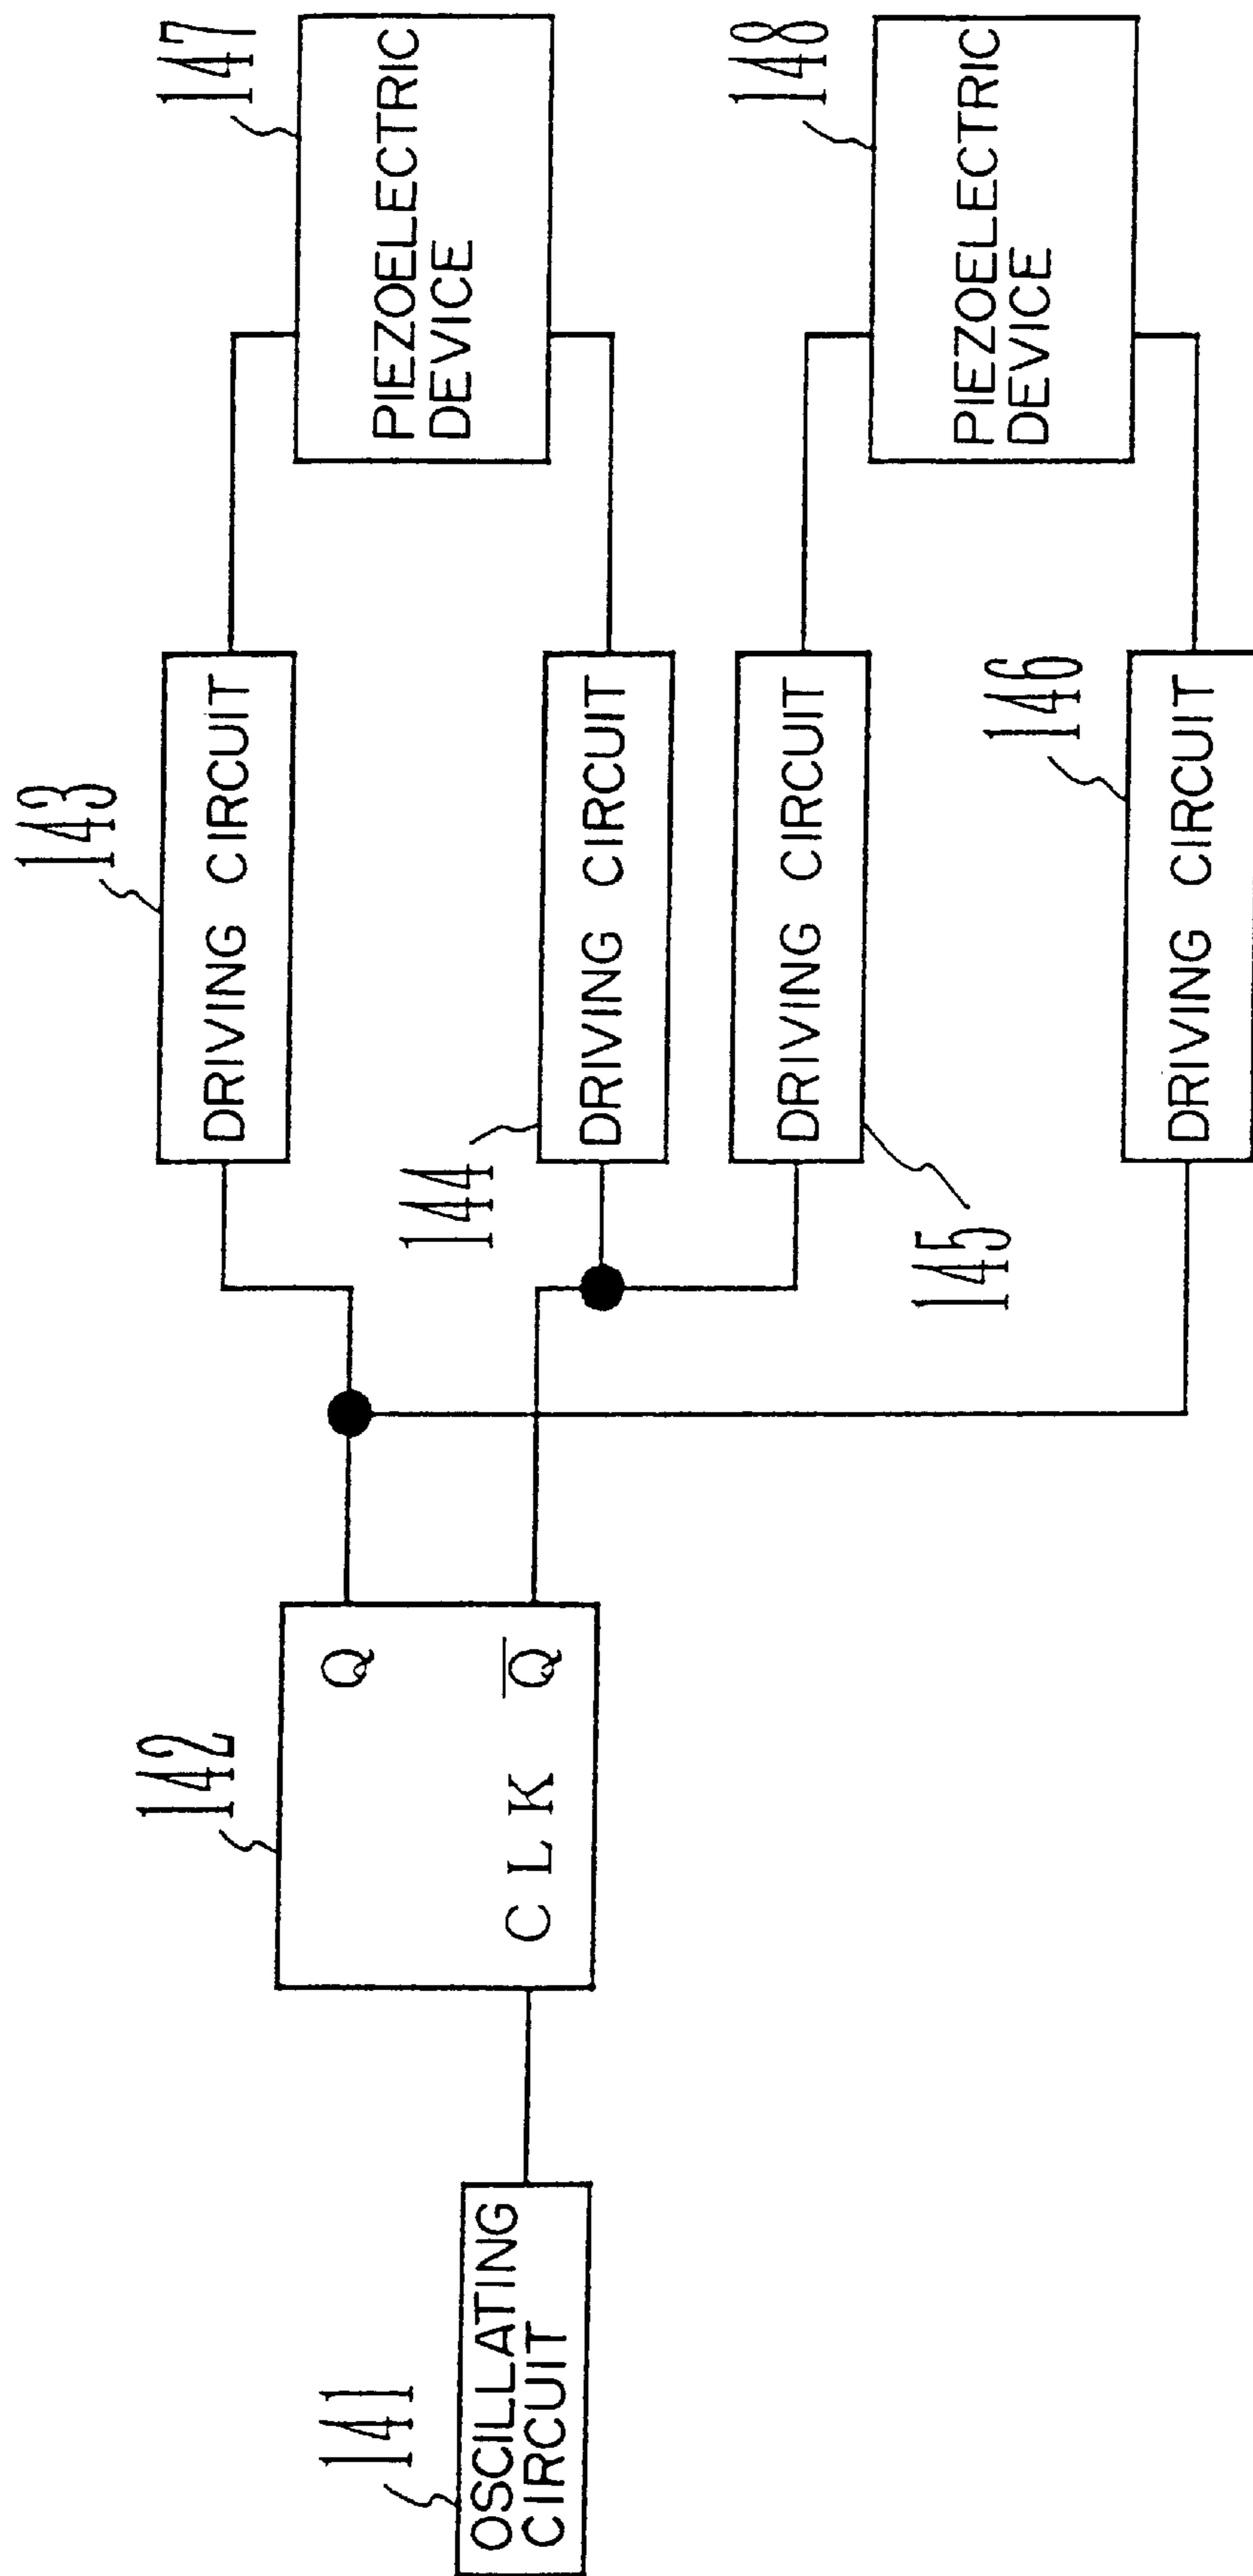 141
OSCILLATING
CIRCUIT
142
Q
C L K Q̅
143
DRIVING CIRCUIT
144
DRIVING CIRCUIT
145
DRIVING CIRCUIT
146
DRIVING CIRCUIT
147
PIEZOELECTRIC
DEVICE
148
PIEZOELECTRIC
DEVICE